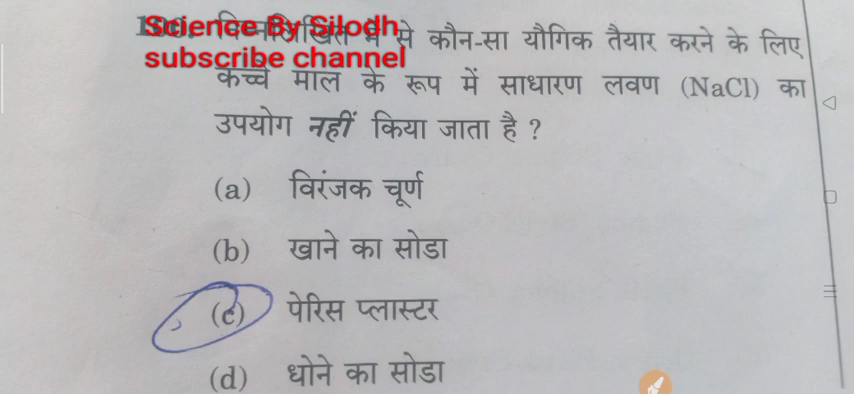 Science By Silodh
subscribe channel
से कौन-सा यौगिक तैयार करने के लिए
कच्चे माल के रूप में साधारण लवण (NaCl) का
उपयोग नहीं किया जाता है ?
(a) विरंजक चूर्ण
(b) खाने का सोडा
(c) पेरिस प्लास्टर
(d) धोने का सोडा